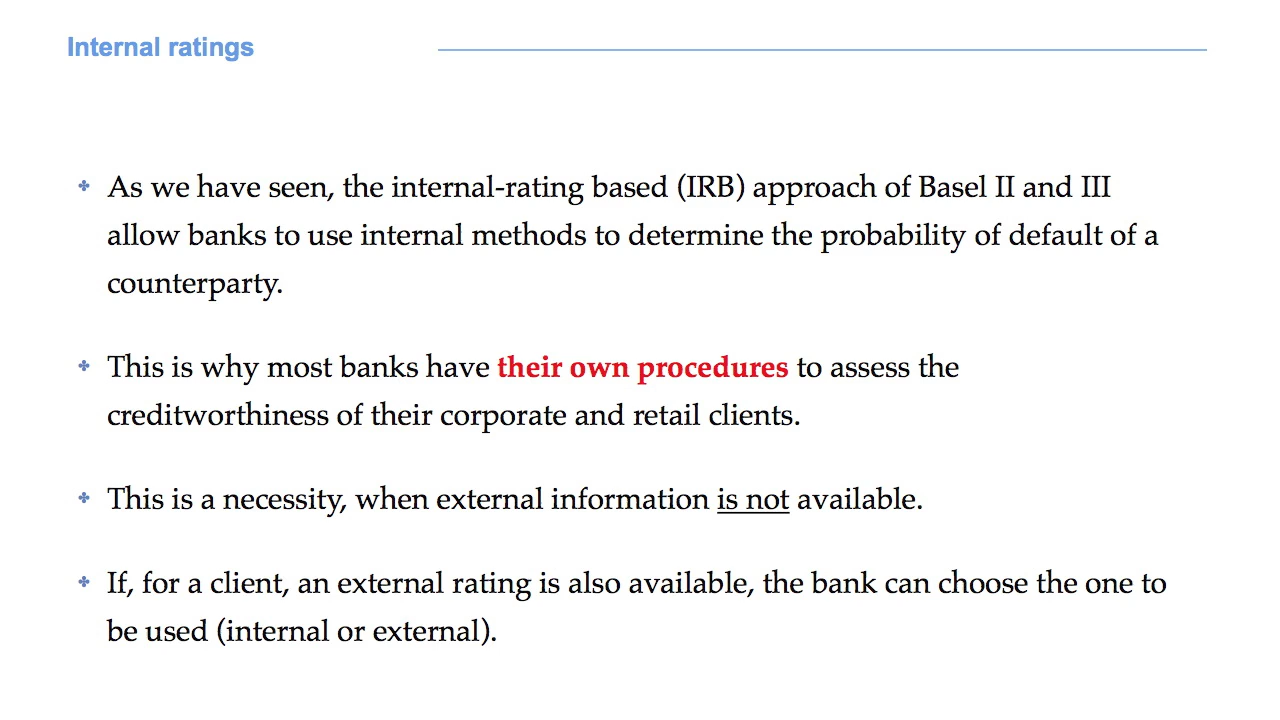 Internal ratings
As we have seen, the internal-rating based (IRB) approach of Basel II and III
allow banks to use internal methods to determine the probability of default of a
counterparty.
This is why most banks have their own procedures to assess the
creditworthiness of their corporate and retail clients.
This is a necessity, when external information is not available.
If, for a client, an external rating is also available, the bank can choose the one to
be used (internal or external).